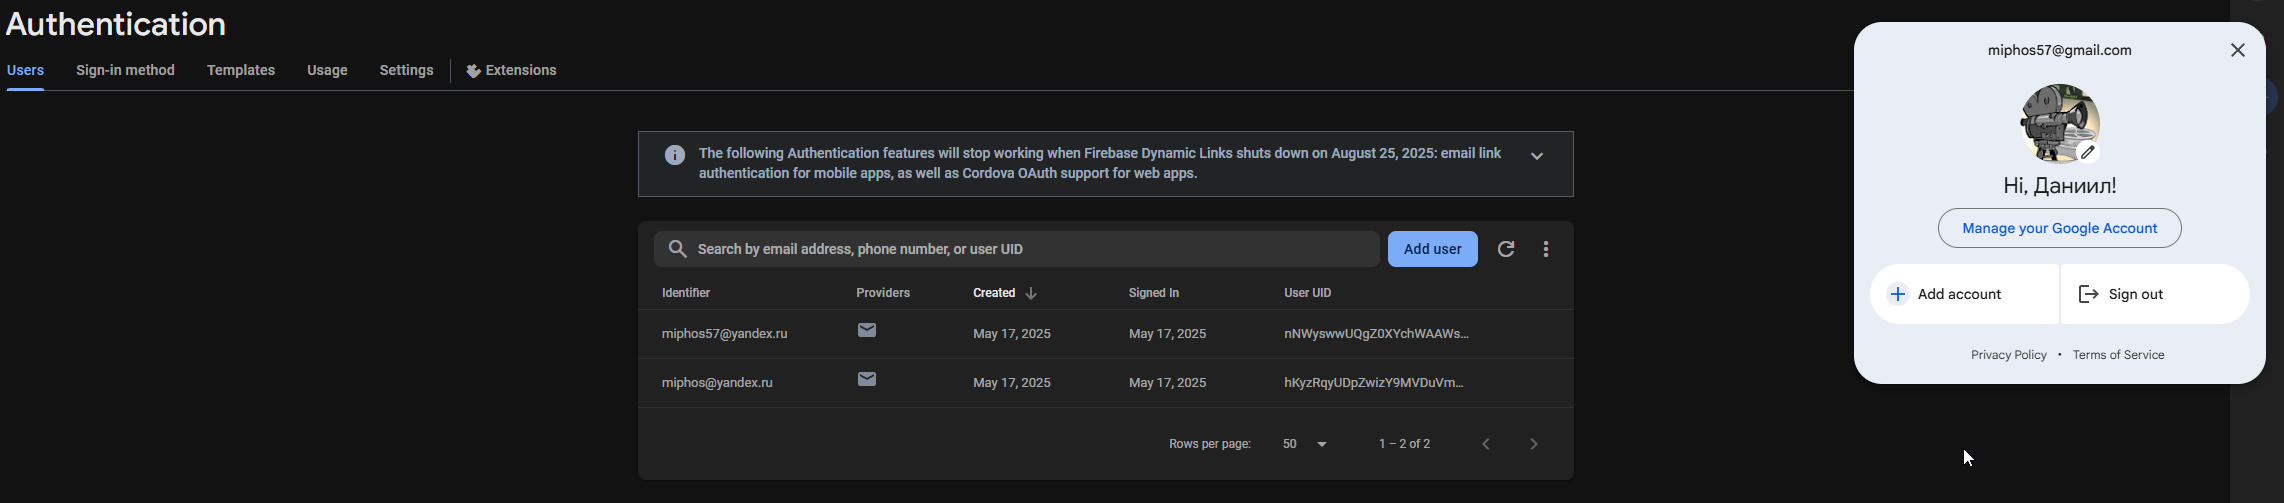 Authentication
Users Sign-in method Templates Usage Settings Extensions
The following Authentication features will stop working when Firebase Dynamic Links shuts down on August 25, 2025: email link
authentication for mobile apps, as well as Cordova OAuth support for web apps.
Search by email address, phone number, or user UID Add user
Identifier Providers Created Signed In User UID
miphos57@yandex.ru May 17, 2025 May 17, 2025 nNWyswwUQgZ0XYchWAAWs...
miphos@yandex.ru May 17, 2025 May 17, 2025 hKyzRqyUDpZwizY9MVDuVm...
Rows per page: 50 1 – 2 of 2
miphos57@gmail.com
Hi, Даниил!
Manage your Google Account
Add account Sign out
Privacy Policy • Terms of Service